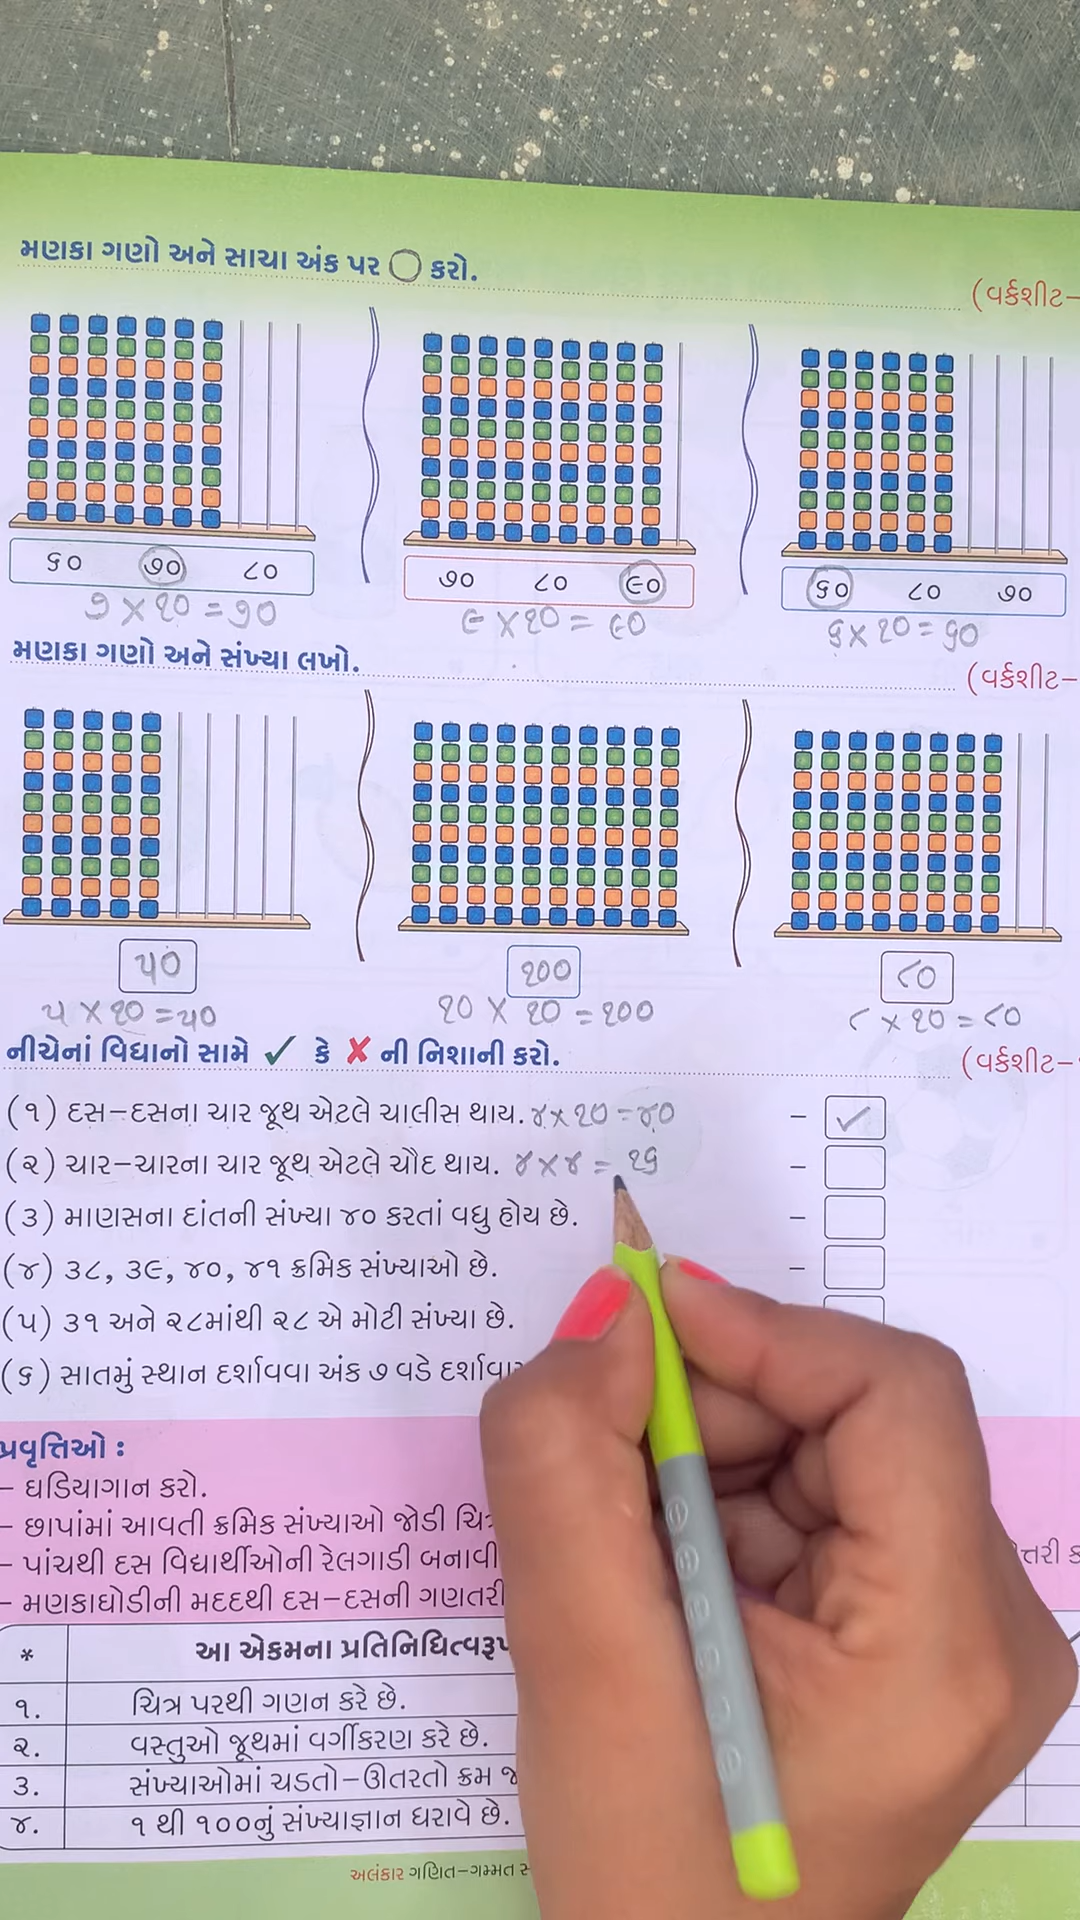 મણકા ગણો અને સાચા અંક પર ◯ કરો.
(વર્કશીટ-
૬૦ ૭૦ ૮૦
૭૦ ૮૦ ૯૦
૬૦ ૮૦ ૭૦
૭ × ૧૦ = ૭૦
૯ × ૧૦ = ૯૦
૬ × ૧૦ = ૬૦
મણકા ગણો અને સંખ્યા લખો.
(વર્કશીટ-
૫૦
૧૦૦
૮૦
૫ × ૧૦ = ૫૦
૧૦ × ૧૦ = ૧૦૦
૮ × ૧૦ = ૮૦
નીચેનાં વિધાનો સામે ✓ કે ✗ ની નિશાની કરો.
(વર્કશીટ-
(૧) દસ-દસના ચાર જૂથ એટલે ચાલીસ થાય. ૪ × ૧૦ = ૪૦ - ✓
(૨) ચાર-ચારના ચાર જૂથ એટલે ચૌદ થાય. ૪ × ૪ = ૧૬ -
(૩) માણસના દાંતની સંખ્યા ૪૦ કરતાં વધુ હોય છે. -
(૪) ૩૮, ૩૯, ૪૦, ૪૧ ક્રમિક સંખ્યાઓ છે. -
(૫) ૩૧ અને ૨૮માંથી ૨૮ એ મોટી સંખ્યા છે.
(૬) સાતમું સ્થાન દર્શાવવા અંક ૭ વડે
પ્રવૃત્તિઓ :
- ઘડિયાગાન કરો.
- છાપાંમાં આવતી ક્રમિક સંખ્યાઓ જોડી
- પાંચથી દસ વિદ્યાર્થીઓની રેલગાડી બનાવી
- મણકાઘોડીની મદદથી દસ-દસની ગણતરી
* આ એકમના
૧. ચિત્ર પરથી ગણન કરે છે.
૨. વસ્તુઓ જૂથમાં વર્ગીકરણ કરે છે.
૩. સંખ્યાઓમાં ચડતો-ઊતરતો ક્રમ
૪. ૧ થી ૧૦૦નું સંખ્યાજ્ઞાન ધરાવે છે.
અલંકાર ગણિત-ગમ્મત